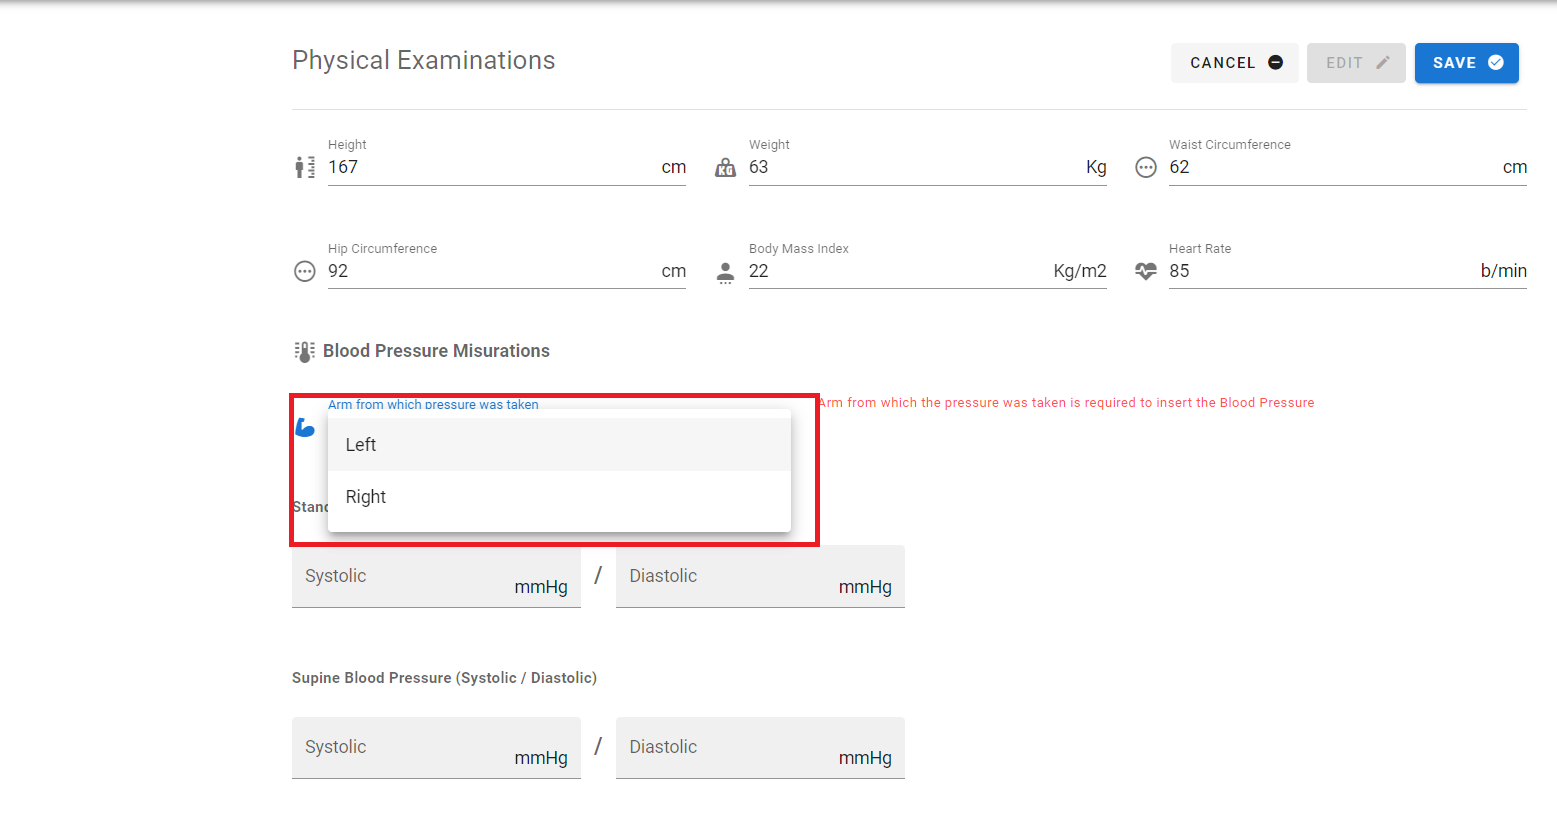 Physical Examinations
CANCEL EDIT SAVE
Height Weight Waist Circumference
167 cm 63 Kg 62 cm
Hip Circumference Body Mass Index Heart Rate
92 cm 22 Kg/m2 85 b/min
Blood Pressure Misurations
Arm from which pressure was taken Arm from which the pressure was taken is required to insert the Blood Pressure
Left
Right
Systolic mmHg / Diastolic mmHg
Supine Blood Pressure (Systolic / Diastolic)
Systolic mmHg / Diastolic mmHg